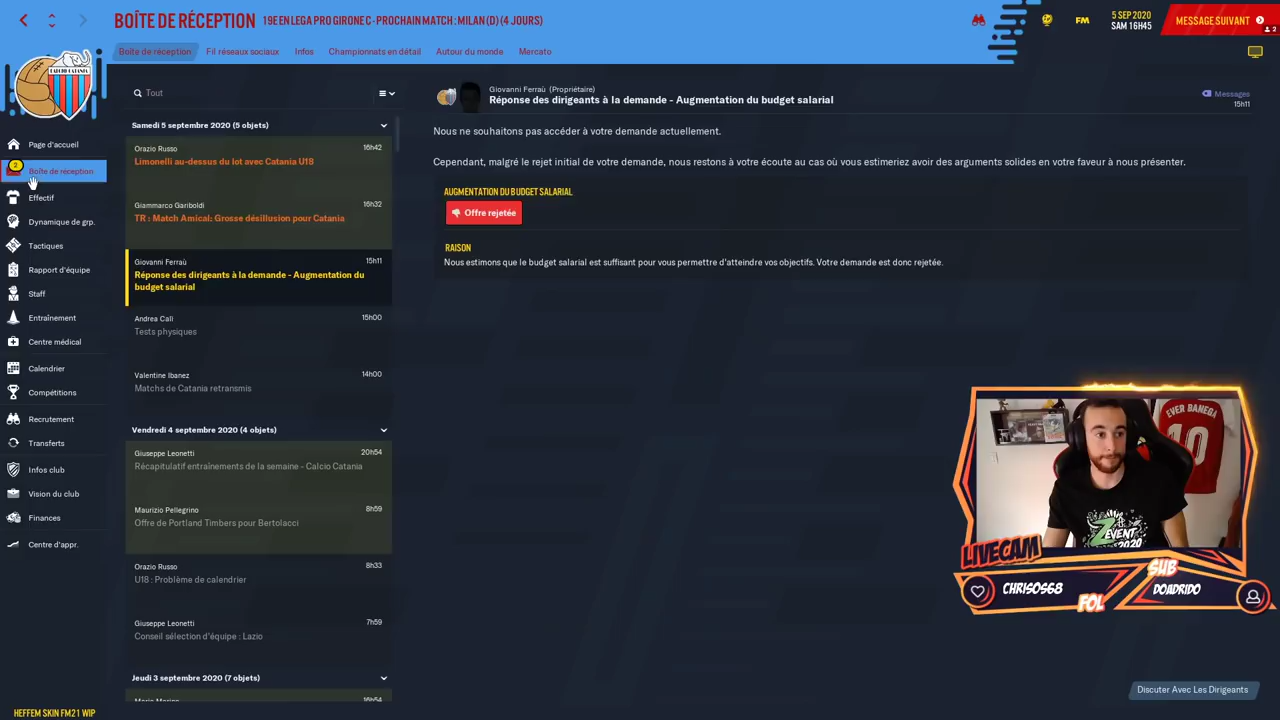 BOÎTE DE RÉCEPTION
19E EN LEGA PRO GIRONE C - PROCHAIN MATCH : MILAN (D) (4 JOURS)
FM
5 SEP 2020
SAM 16H45
MESSAGE SUIVANT
2
Boîte de réception
Fil réseaux sociaux
Infos
Championnats en détail
Autour du monde
Mercato
CALCIO CATANIA
Page d'accueil
2
Boîte de réception
Effectif
Dynamique de grp.
Tactiques
Rapport d'équipe
Staff
Entraînement
Centre médical
Calendrier
Compétitions
Recrutement
Transferts
Infos club
Vision du club
Finances
Centre d'appr.
HEFFEM SKIN FM21 WIP
Tout
Samedi 5 septembre 2020 (5 objets)
Orazio Russo
16h42
Limonelli au-dessus du lot avec Catania U18
Giammarco Gariboldi
16h32
TR : Match Amical: Grosse désillusion pour Catania
Giovanni Ferraù
15h11
Réponse des dirigeants à la demande - Augmentation du
budget salarial
Andrea Calì
15h00
Tests physiques
Valentine Ibanez
14h00
Matchs de Catania retransmis
Vendredi 4 septembre 2020 (4 objets)
Giuseppe Leonetti
20h54
Récapitulatif entraînements de la semaine - Calcio Catania
Maurizio Pellegrino
8h59
Offre de Portland Timbers pour Bertolacci
Orazio Russo
8h33
U18 : Problème de calendrier
Giuseppe Leonetti
7h59
Conseil sélection d'équipe : Lazio
Jeudi 3 septembre 2020 (7 objets)
16h54
Giovanni Ferraù (Propriétaire)
Réponse des dirigeants à la demande - Augmentation du budget salarial
Messages
15h11
Nous ne souhaitons pas accéder à votre demande actuellement.
Cependant, malgré le rejet initial de votre demande, nous restons à votre écoute au cas où vous estimeriez avoir des arguments solides en votre faveur à nous présenter.
AUGMENTATION DU BUDGET SALARIAL
Offre rejetée
RAISON
Nous estimons que le budget salarial est suffisant pour vous permettre d'atteindre vos objectifs. Votre demande est donc rejetée.
EVER BANEGA
10
Z EVENT
2020
LIVECAM
CHRISOS68
FOL
SUB
DOADRIDO
Discuter Avec Les Dirigeants